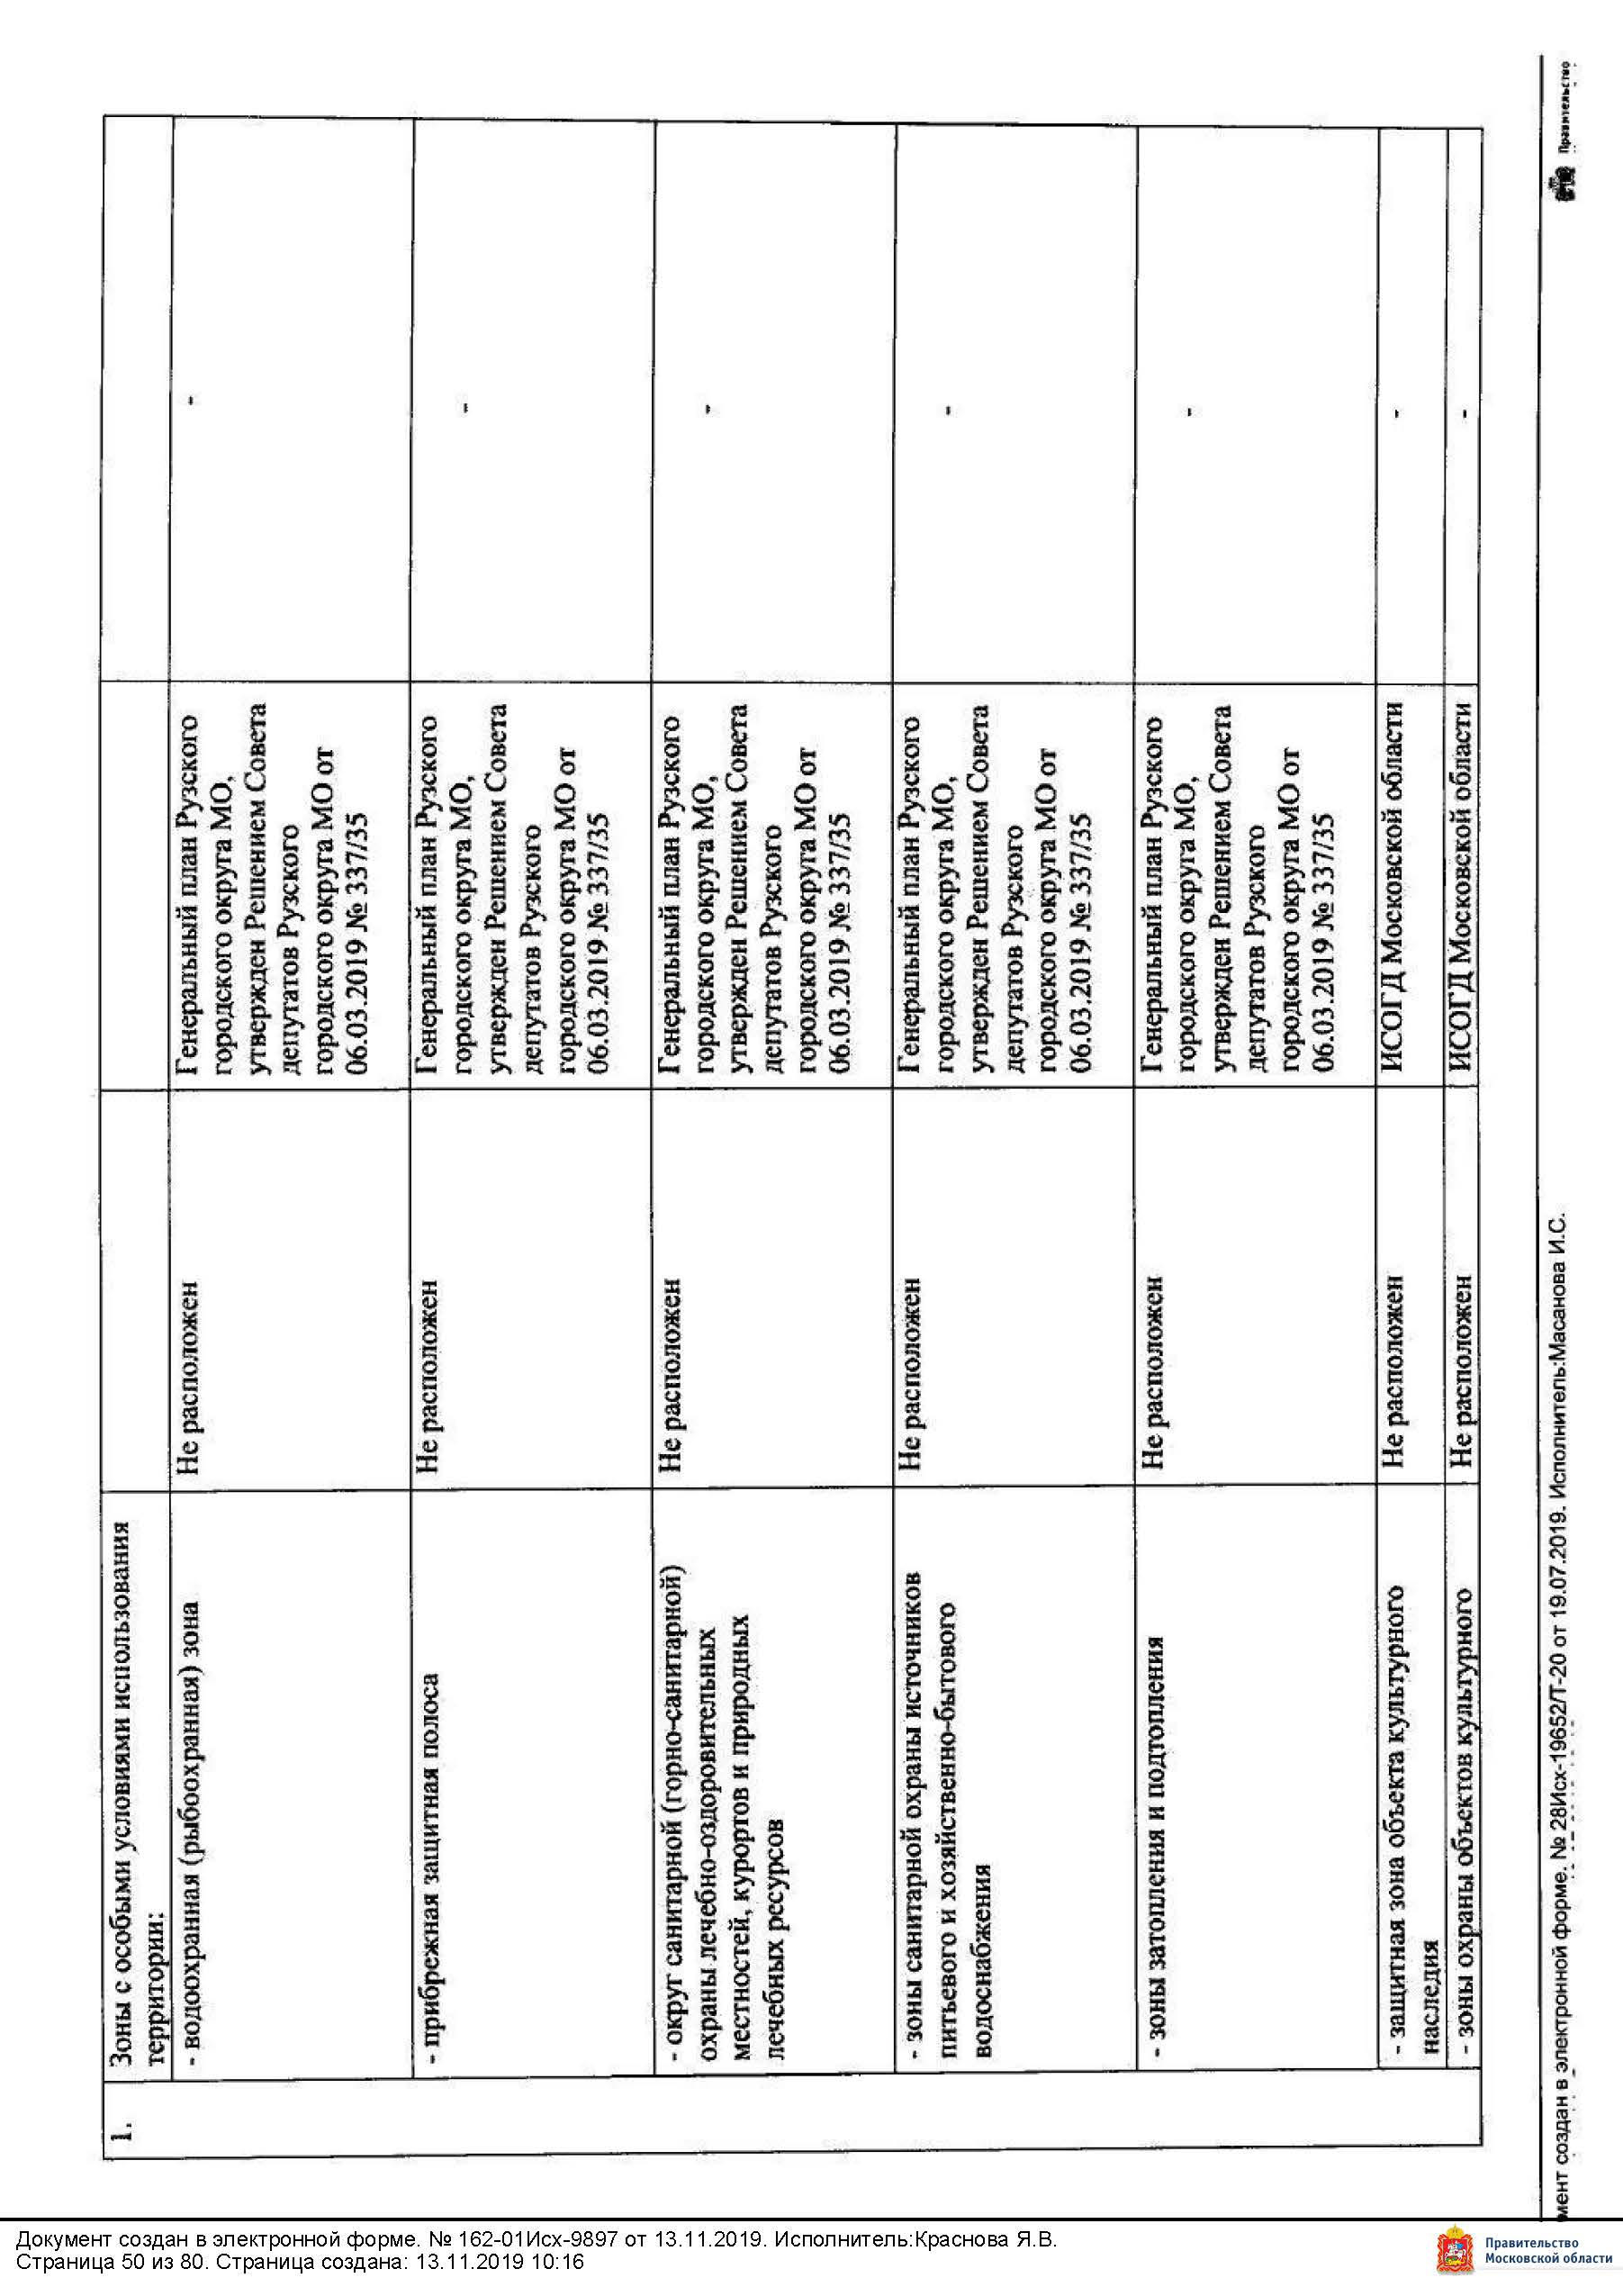 1.
Зоны с особыми условиями использования
территории:
- водоохранная (рыбоохранная) зона
Не расположен
Генеральный план Рузского
городского округа МО,
утвержден Решением Совета
депутатов Рузского
городского округа МО от
06.03.2019 № 337/35
-
- прибрежная защитная полоса
Не расположен
Генеральный план Рузского
городского округа МО,
утвержден Решением Совета
депутатов Рузского
городского округа МО от
06.03.2019 № 337/35
-
- округ санитарной (горно-санитарной)
охраны лечебно-оздоровительных
местностей, курортов и природных
лечебных ресурсов
Не расположен
Генеральный план Рузского
городского округа МО,
утвержден Решением Совета
депутатов Рузского
городского округа МО от
06.03.2019 № 337/35
-
- зоны санитарной охраны источников
питьевого и хозяйственно-бытового
водоснабжения
Не расположен
Генеральный план Рузского
городского округа МО,
утвержден Решением Совета
депутатов Рузского
городского округа МО от
06.03.2019 № 337/35
-
- зоны затопления и подтопления
Не расположен
Генеральный план Рузского
городского округа МО,
утвержден Решением Совета
депутатов Рузского
городского округа МО от
06.03.2019 № 337/35
-
- защитная зона объекта культурного
наследия
Не расположен
ИСОГД Московской области
-
- зоны охраны объектов культурного
Не расположен
ИСОГД Московской области
-
мент создан в электронной форме. № 28Исх-19652/Т-20 от 19.07.2019. Исполнитель:Масанова И.С.
Правительство
Документ создан в электронной форме. № 162-01Исх-9897 от 13.11.2019. Исполнитель:Краснова Я.В.
Страница 50 из 80. Страница создана: 13.11.2019 10:16
Правительство
Московской области